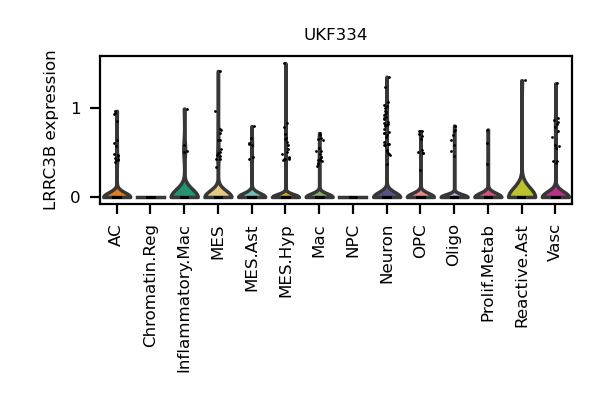 UKF334
LRRC3B expression
1
0
AC
Chromatin.Reg
Inflammatory.Mac
MES
MES.Ast
MES.Hyp
Mac
NPC
Neuron
OPC
Oligo
Prolif.Metab
Reactive.Ast
Vasc